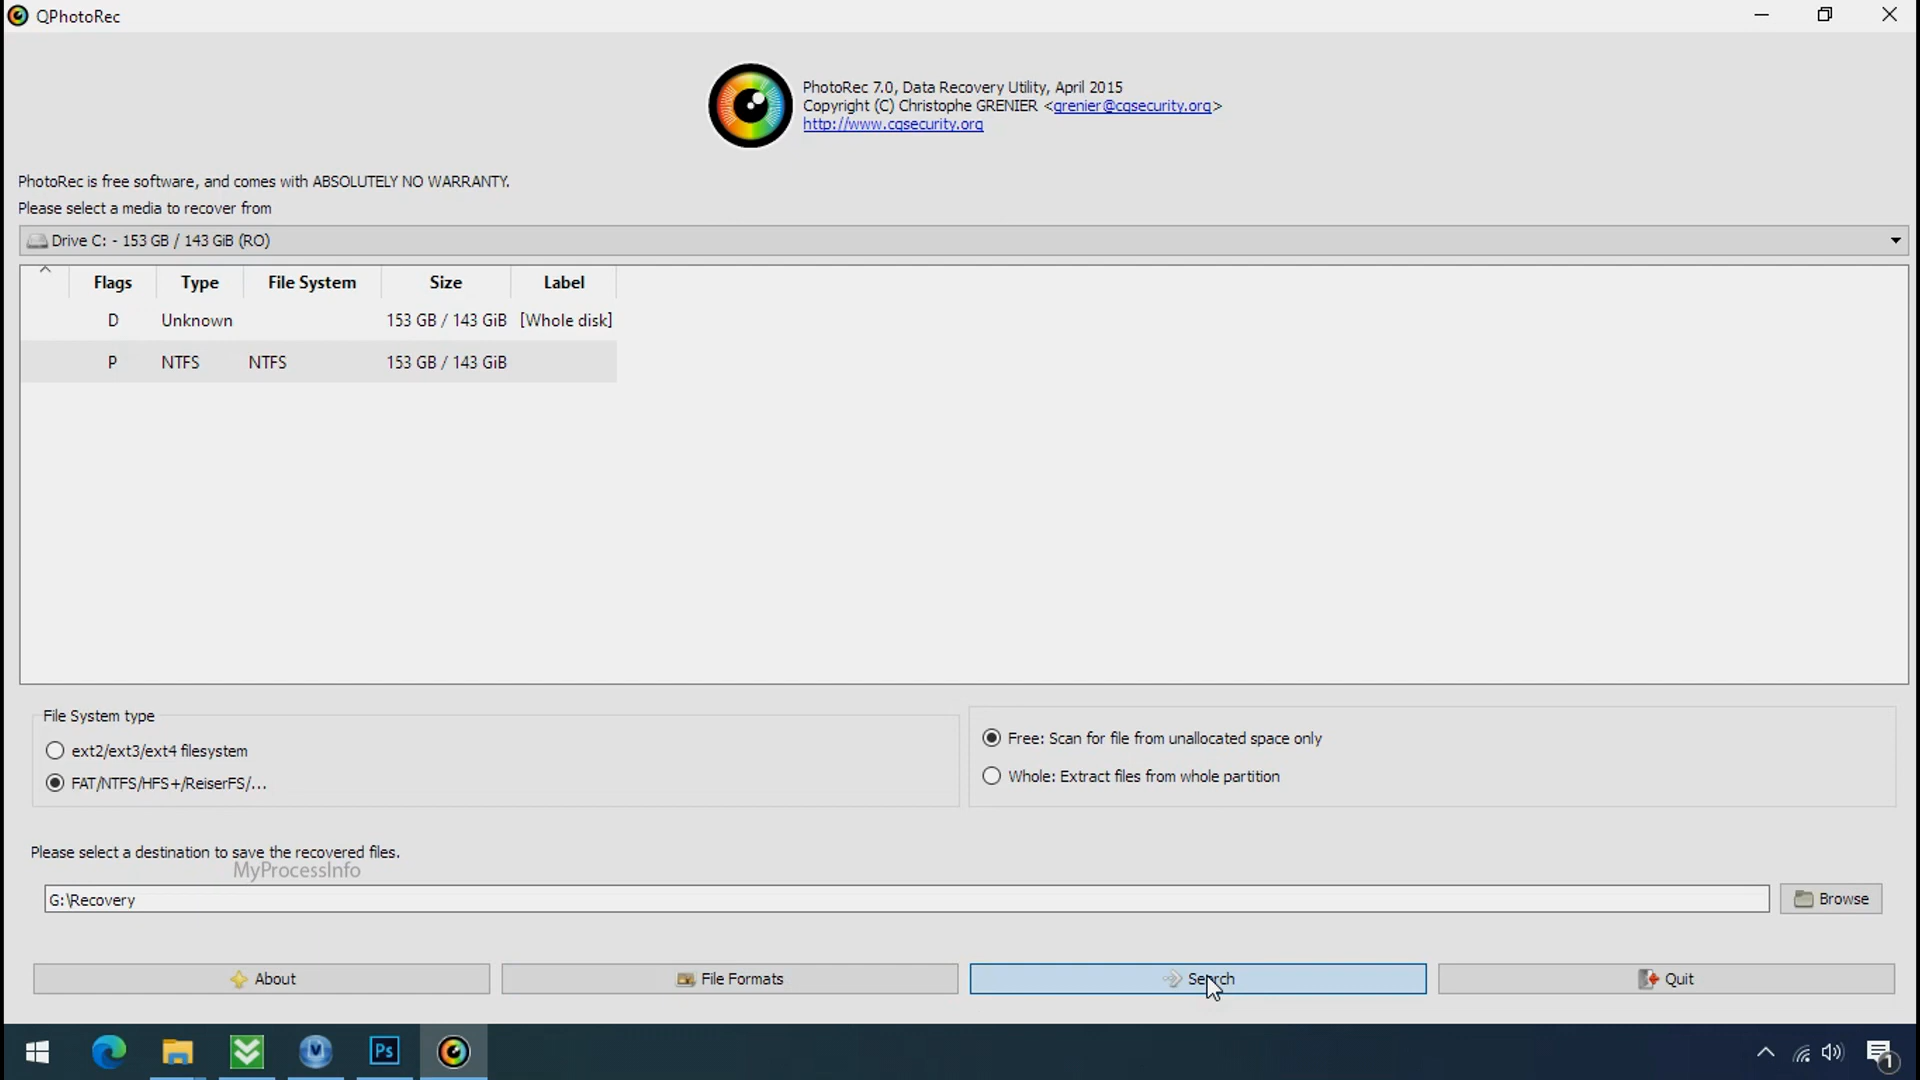 QPhotoRec
PhotoRec 7.0, Data Recovery Utility, April 2015
Copyright (C) Christophe GRENIER <grenier@cgsecurity.org>
http://www.cgsecurity.org
PhotoRec is free software, and comes with ABSOLUTELY NO WARRANTY.
Please select a media to recover from
Drive C: - 153 GB / 143 GiB (RO)
Flags Type File System Size Label
D Unknown 153 GB / 143 GiB [Whole disk]
P NTFS NTFS 153 GB / 143 GiB
File System type
ext2/ext3/ext4 filesystem
FAT/NTFS/HFS+/ReiserFS/...
Free: Scan for file from unallocated space only
Whole: Extract files from whole partition
Please select a destination to save the recovered files.
MyProcessInfo
G:\Recovery
Browse
About File Formats Search Quit
Ps
1